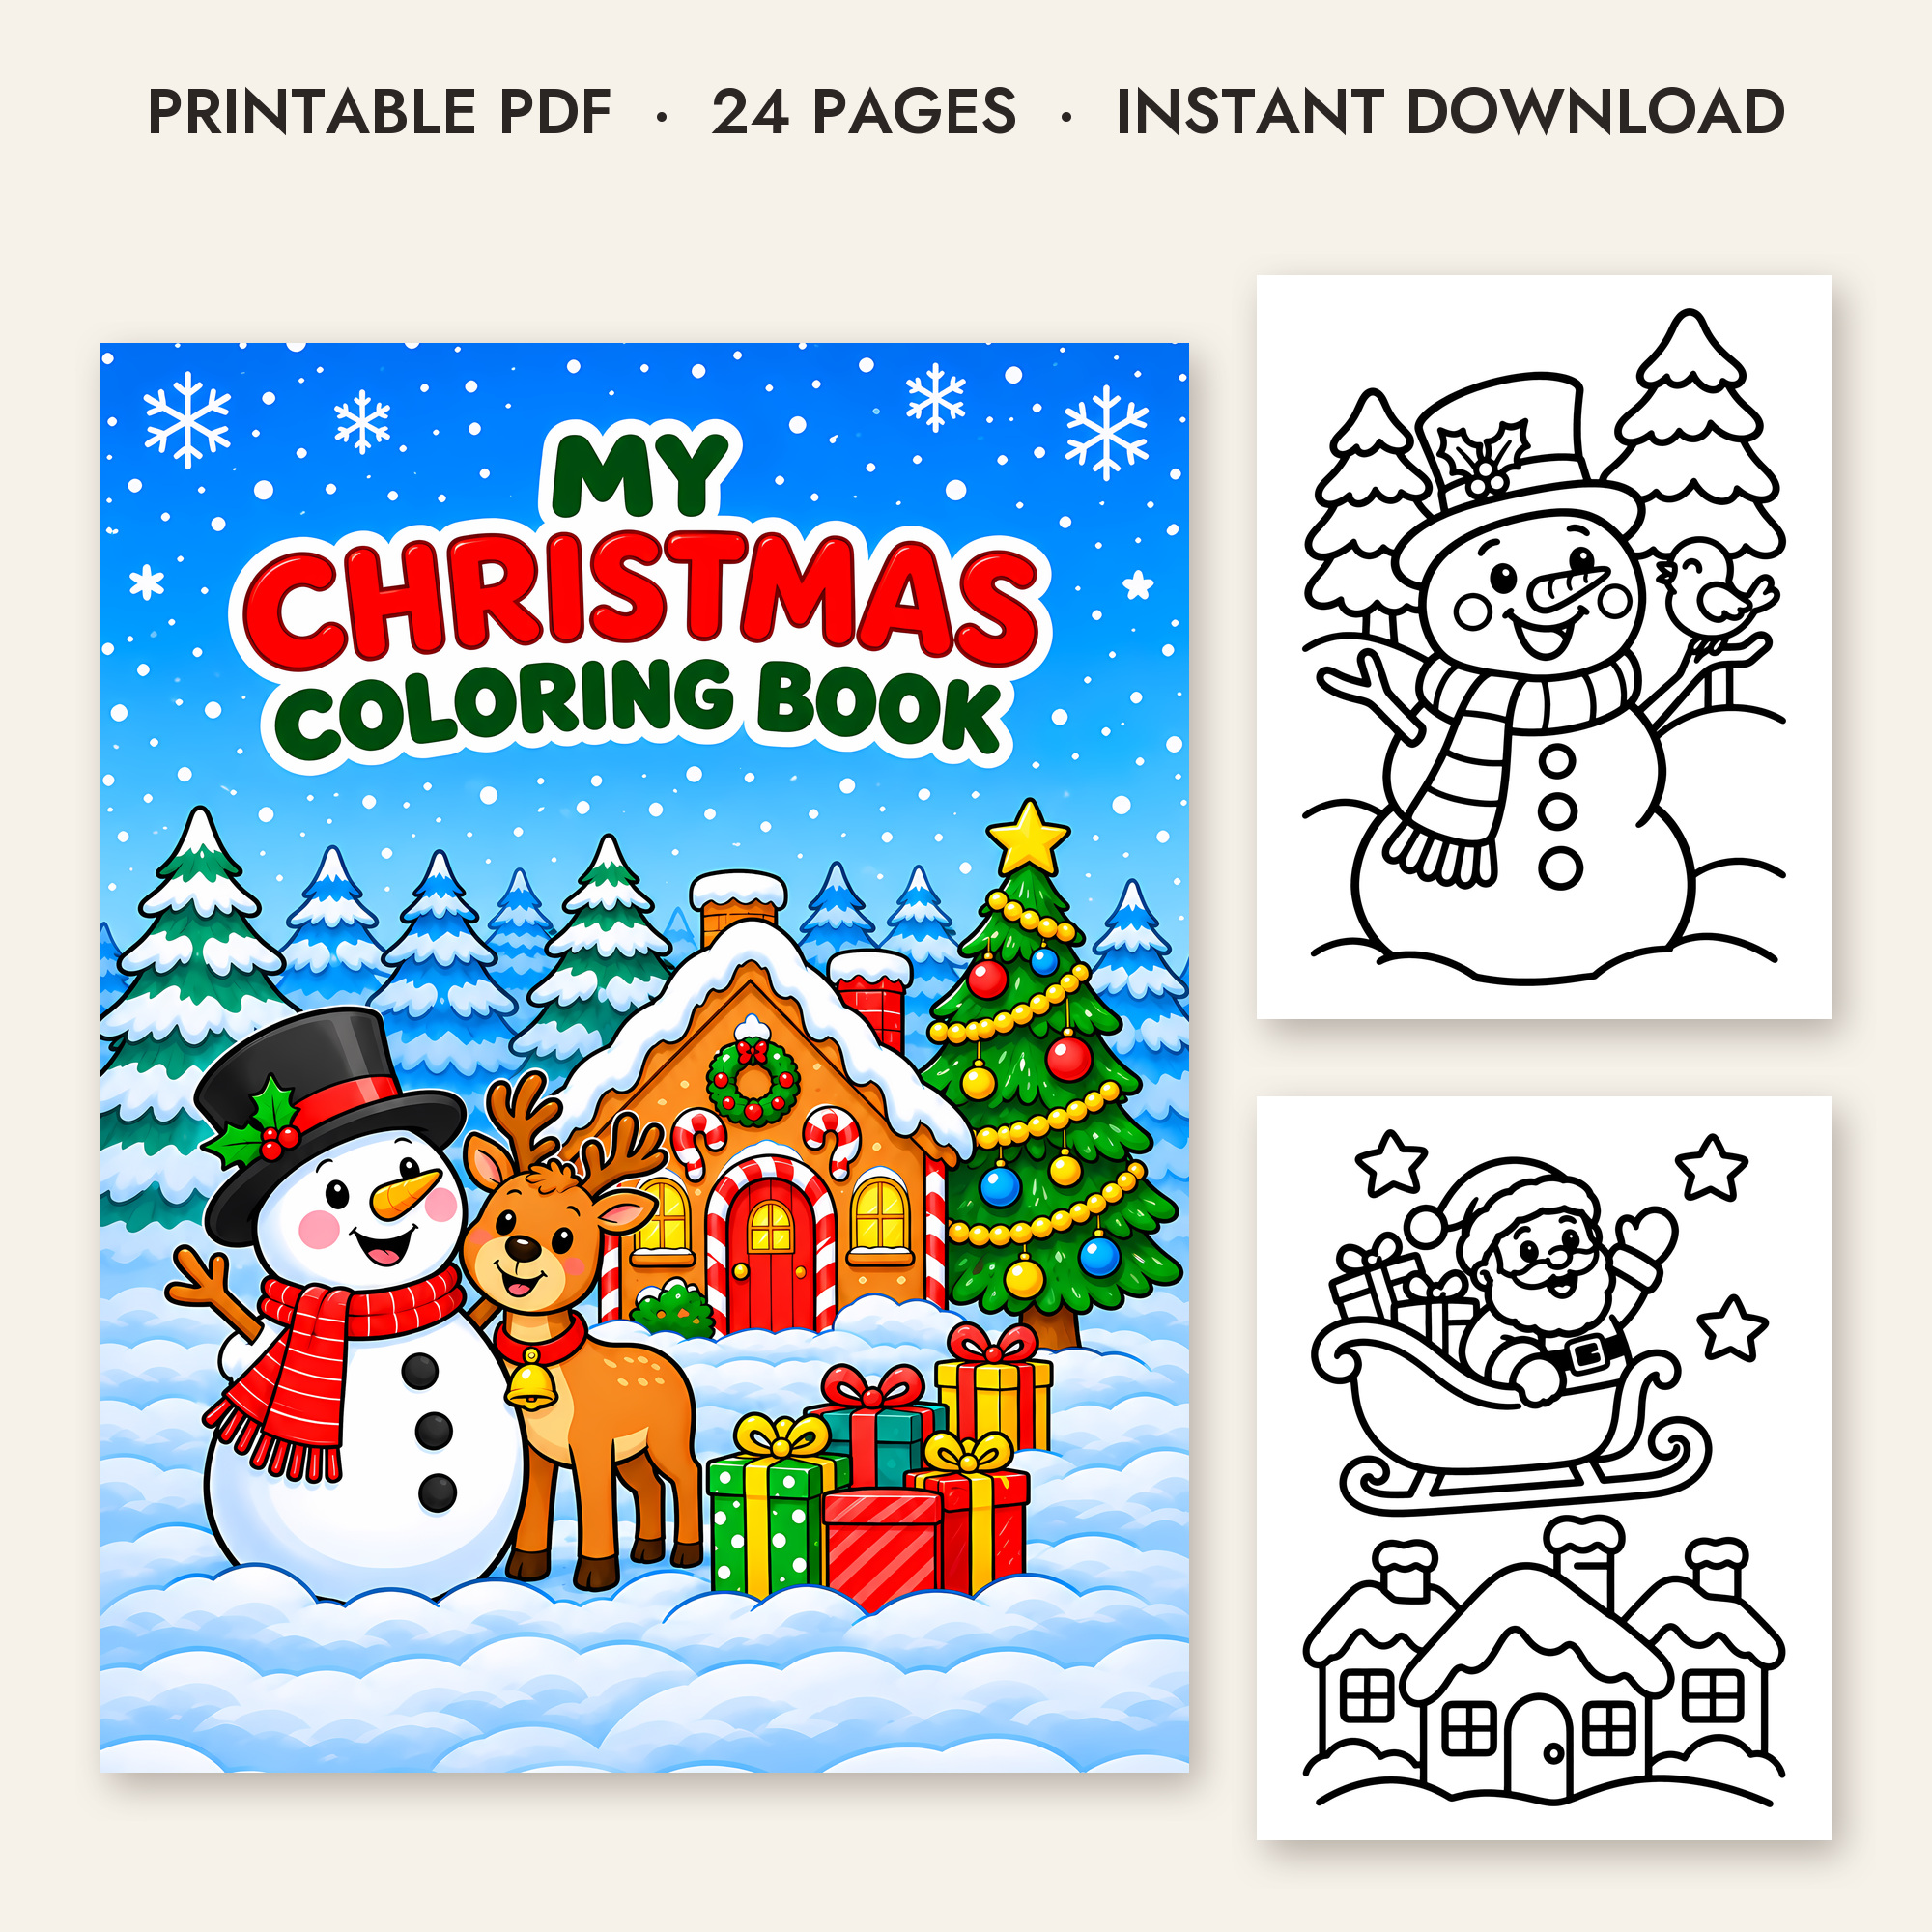 PRINTABLE PDF · 24 PAGES · INSTANT DOWNLOAD
MY
CHRISTMAS
COLORING BOOK